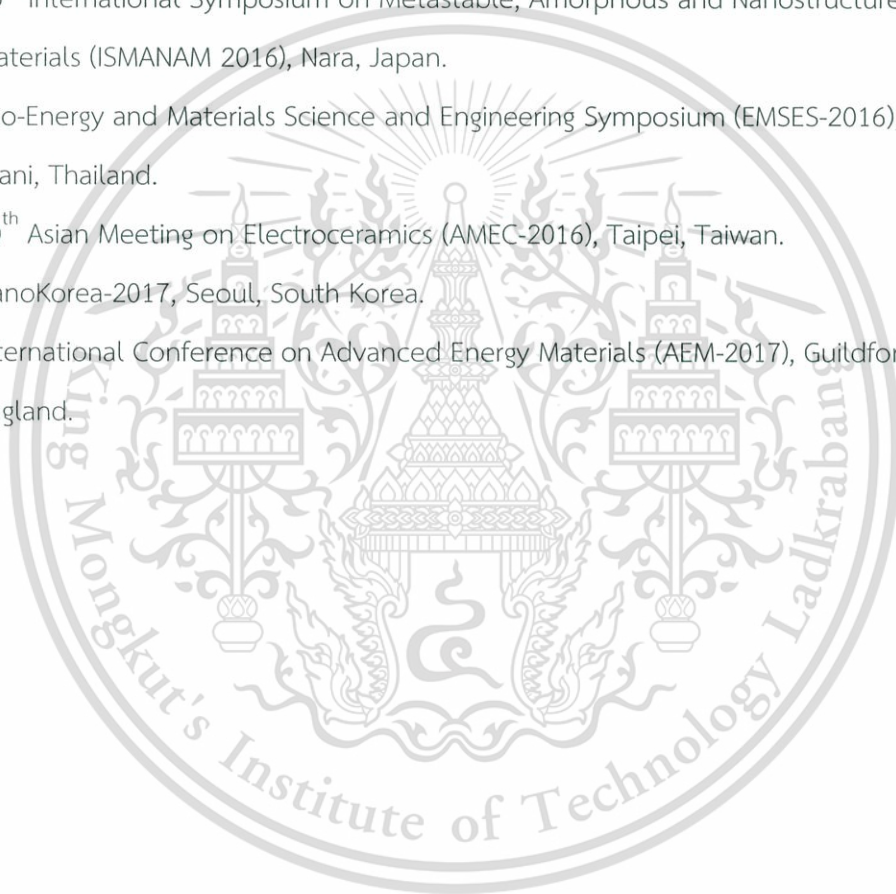 International Symposium on Metastable, Amorphous and Nanostructure
aterials (ISMANAM 2016), Nara, Japan.
o-Energy and Materials Science and Engineering Symposium (EMSES-2016)
ani, Thailand.
th Asian Meeting on Electroceramics (AMEC-2016), Taipei, Taiwan.
anoKorea-2017, Seoul, South Korea.
ternational Conference on Advanced Energy Materials (AEM-2017), Guildfor
gland.
King Mongkut's Institute of Technology Ladkrabang